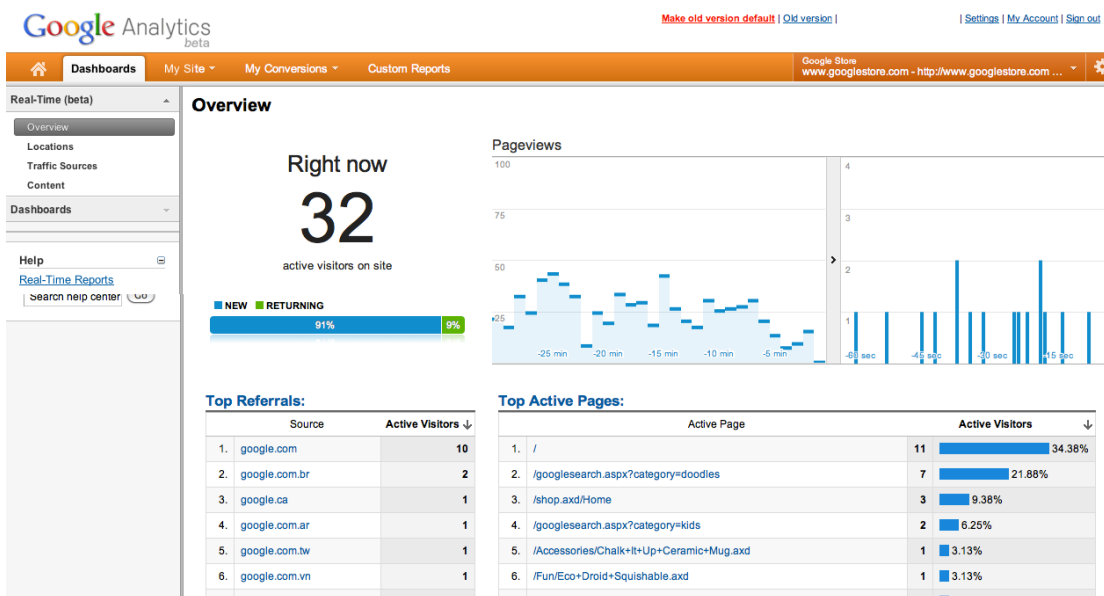 Google Analytics
beta
Make old version default | Old version |
| Settings | My Account | Sign out
Dashboards
My Site
My Conversions
Custom Reports
Google Store
www.googlestore.com - http://www.googlestore.com ...
Real-Time (beta)
Overview
Locations
Traffic Sources
Content
Dashboards
Help
Real-Time Reports
Search help center
Go
Overview
Right now
32
active visitors on site
NEW RETURNING
91% 9%
Pageviews
100
75
50
25
-25 min -20 min -15 min -10 min -5 min
4
3
2
1
-60 sec -45 sec -30 sec -15 sec
Top Referrals:
Source Active Visitors
1. google.com 10
2. google.com.br 2
3. google.ca 1
4. google.com.ar 1
5. google.com.tw 1
6. google.com.vn 1
Top Active Pages:
Active Page Active Visitors
1. / 11 34.38%
2. /googlesearch.aspx?category=doodles 7 21.88%
3. /shop.axd/Home 3 9.38%
4. /googlesearch.aspx?category=kids 2 6.25%
5. /Accessories/Chalk+It+Up+Ceramic+Mug.axd 1 3.13%
6. /Fun/Eco+Droid+Squishable.axd 1 3.13%